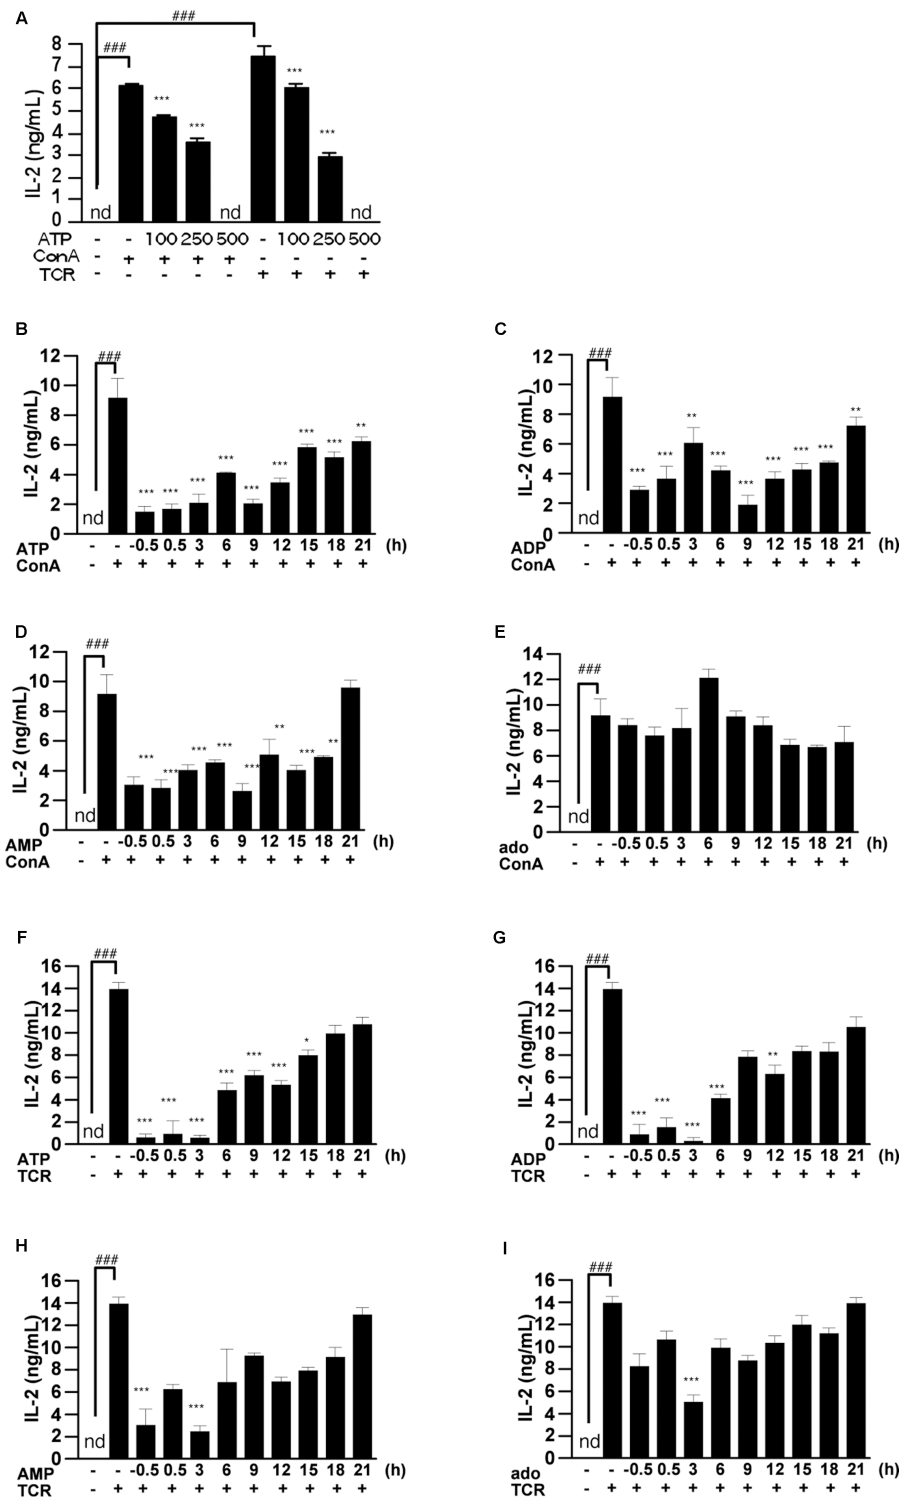 A
###
###
8
7
6
5
4
3
2
1
0
IL-2 (ng/mL)
*** *** *** ***
nd nd nd
ATP - - 100 250 500 - 100 250 500
ConA - + + + + - - - -
TCR - - - - - + + + +
B
###
12
10
8
6
4
2
0
IL-2 (ng/mL)
*** *** *** *** *** *** *** *** **
nd
ATP - - -0.5 0.5 3 6 9 12 15 18 21 (h)
ConA - + + + + + + + + + +
C
###
12
10
8
6
4
2
0
IL-2 (ng/mL)
*** *** ** *** *** *** *** *** **
nd
ADP - - -0.5 0.5 3 6 9 12 15 18 21 (h)
ConA - + + + + + + + + + +
D
###
12
10
8
6
4
2
0
IL-2 (ng/mL)
*** *** *** *** *** ** *** **
nd
AMP - - -0.5 0.5 3 6 9 12 15 18 21 (h)
ConA - + + + + + + + + + +
E
###
14
12
10
8
6
4
2
0
IL-2 (ng/mL)
nd
ado - - -0.5 0.5 3 6 9 12 15 18 21 (h)
ConA - + + + + + + + + + +
F
###
16
14
12
10
8
6
4
2
0
IL-2 (ng/mL)
*** *** *** *** *** *** *
nd
ATP - - -0.5 0.5 3 6 9 12 15 18 21 (h)
TCR - + + + + + + + + + +
G
###
16
14
12
10
8
6
4
2
0
IL-2 (ng/mL)
*** *** *** *** **
nd
ADP - - -0.5 0.5 3 6 9 12 15 18 21 (h)
TCR - + + + + + + + + + +
H
###
16
14
12
10
8
6
4
2
0
IL-2 (ng/mL)
*** ***
nd
AMP - - -0.5 0.5 3 6 9 12 15 18 21 (h)
TCR - + + + + + + + + + +
I
###
16
14
12
10
8
6
4
2
0
IL-2 (ng/mL)
***
nd
ado - - -0.5 0.5 3 6 9 12 15 18 21 (h)
TCR - + + + + + + + + + +